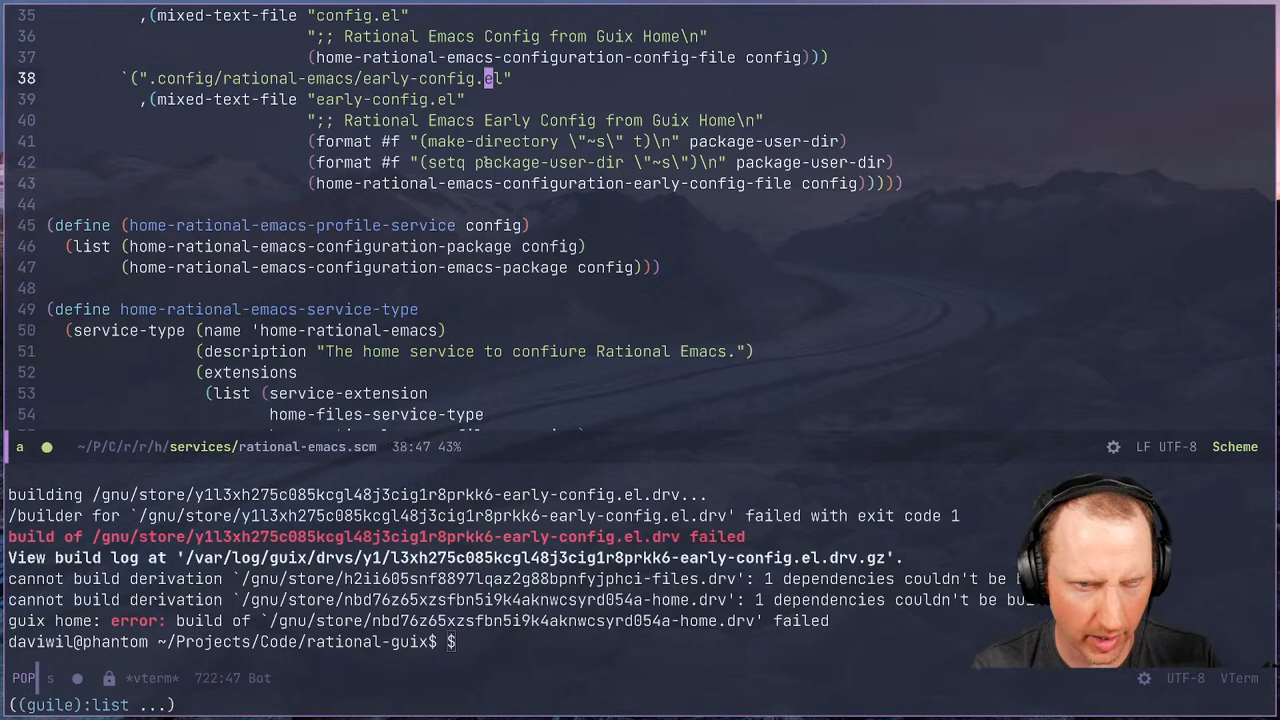 35 ,(mixed-text-file "config.el"
36 ";; Rational Emacs Config from Guix Home\n"
37 (home-rational-emacs-configuration-config-file config)))
38 `(".config/rational-emacs/early-config.el"
39 ,(mixed-text-file "early-config.el"
40 ";; Rational Emacs Early Config from Guix Home\n"
41 (format #f "(make-directory \"~s\" t)\n" package-user-dir)
42 (format #f "(setq package-user-dir \"~s\")\n" package-user-dir)
43 (home-rational-emacs-configuration-early-config-file config)))))
44
45 (define (home-rational-emacs-profile-service config)
46 (list (home-rational-emacs-configuration-package config)
47 (home-rational-emacs-configuration-emacs-package config)))
48
49 (define home-rational-emacs-service-type
50 (service-type (name 'home-rational-emacs)
51 (description "The home service to confiure Rational Emacs.")
52 (extensions
53 (list (service-extension
54 home-files-service-type
a ~/P/C/r/r/h/services/rational-emacs.scm 38:47 43% LF UTF-8 Scheme
building /gnu/store/y1l3xh275c085kcgl48j3cig1r8prkk6-early-config.el.drv...
/builder for `/gnu/store/y1l3xh275c085kcgl48j3cig1r8prkk6-early-config.el.drv' failed with exit code 1
build of /gnu/store/y1l3xh275c085kcgl48j3cig1r8prkk6-early-config.el.drv failed
View build log at '/var/log/guix/drvs/y1/l3xh275c085kcgl48j3cig1r8prkk6-early-config.el.drv.gz'.
cannot build derivation `/gnu/store/h2ii605snf8897lqaz2g88bpnfyjphci-files.drv': 1 dependencies couldn't be
cannot build derivation `/gnu/store/nbd76z65xzsfbn5i9k4aknwcsyrd054a-home.drv': 1 dependencies couldn't be
guix home: error: build of `/gnu/store/nbd76z65xzsfbn5i9k4aknwcsyrd054a-home.drv' failed
daviwil@phantom ~/Projects/Code/rational-guix$ $
POP s *vterm* 722:47 Bot UTF-8 VTerm
((guile):list ...)